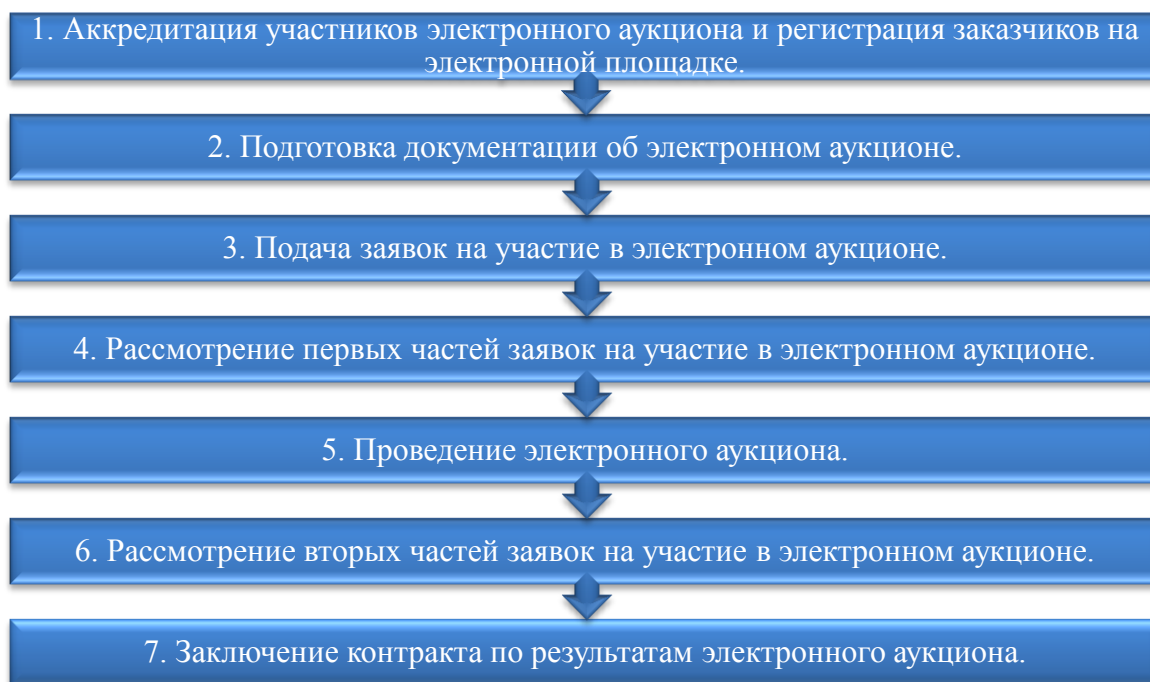 1. Аккредитация участников электронного аукциона и регистрация заказчиков на
электронной площадке.
2. Подготовка документации об электронном аукционе.
3. Подача заявок на участие в электронном аукционе.
4. Рассмотрение первых частей заявок на участие в электронном аукционе.
5. Проведение электронного аукциона.
6. Рассмотрение вторых частей заявок на участие в электронном аукционе.
7. Заключение контракта по результатам электронного аукциона.